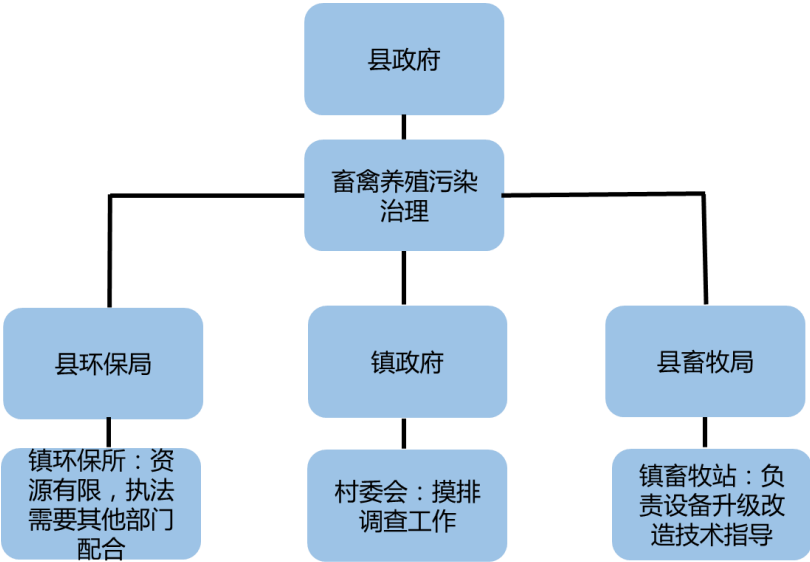 县政府
畜禽养殖污染
治理
县环保局
镇政府
县畜牧局
镇环保所：资
源有限，执法
需要其他部门
配合
村委会：摸排
调查工作
镇畜牧站：负
责设备升级改
造技术指导